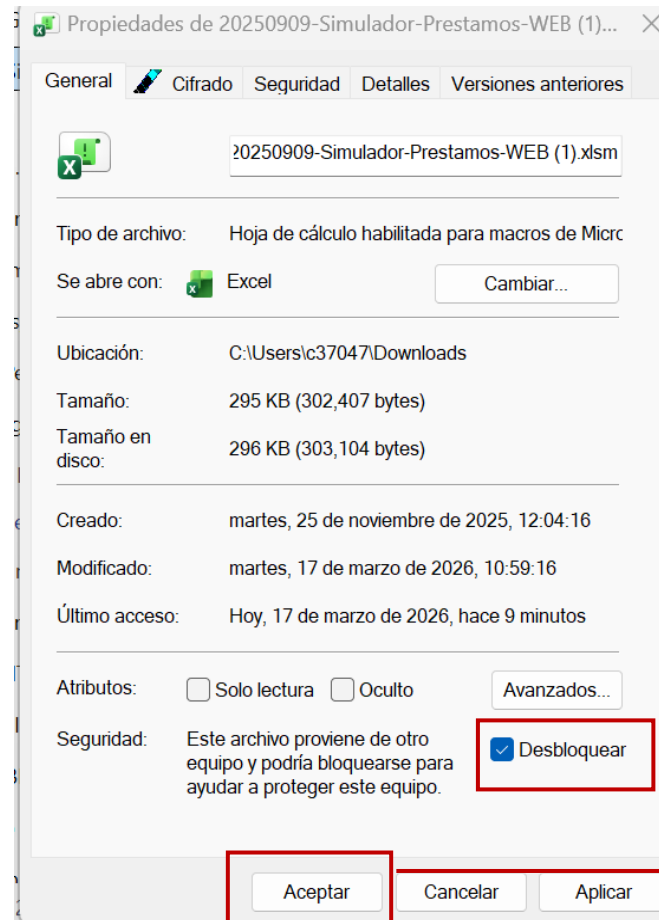 Propiedades de 20250909-Simulador-Prestamos-WEB (1)...
General Cifrado Seguridad Detalles Versiones anteriores
20250909-Simulador-Prestamos-WEB (1).xlsm
Tipo de archivo: Hoja de cálculo habilitada para macros de Micro
Se abre con: Excel Cambiar...
Ubicación: C:\Users\c37047\Downloads
Tamaño: 295 KB (302,407 bytes)
Tamaño en
disco: 296 KB (303,104 bytes)
Creado: martes, 25 de noviembre de 2025, 12:04:16
Modificado: martes, 17 de marzo de 2026, 10:59:16
Último acceso: Hoy, 17 de marzo de 2026, hace 9 minutos
Atributos: Solo lectura Oculto Avanzados...
Seguridad: Este archivo proviene de otro
equipo y podría bloquearse para
ayudar a proteger este equipo.
Desbloquear
Aceptar Cancelar Aplicar